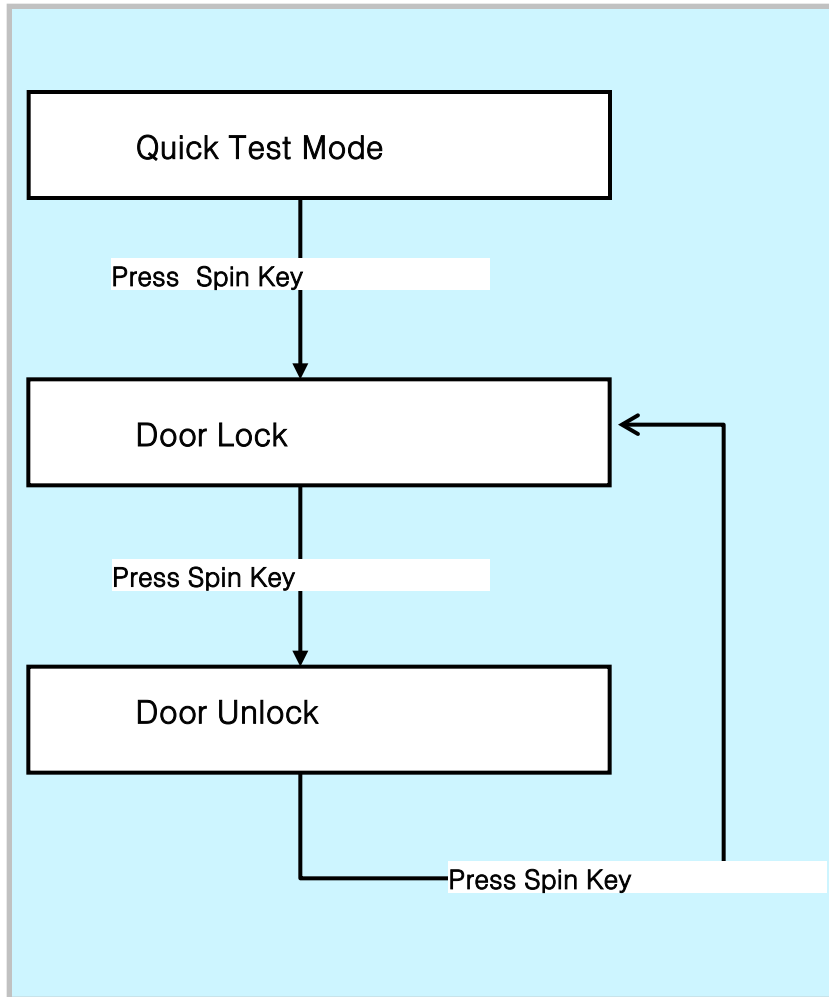 Quick Test Mode
Press Spin Key
Door Lock
Press Spin Key
Door Unlock
Press Spin Key